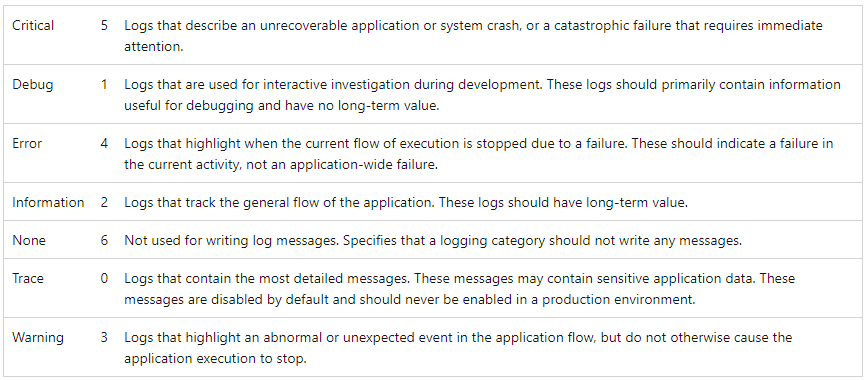 Critical 5 Logs that describe an unrecoverable application or system crash, or a catastrophic failure that requires immediate
attention.
Debug 1 Logs that are used for interactive investigation during development. These logs should primarily contain information
useful for debugging and have no long-term value.
Error 4 Logs that highlight when the current flow of execution is stopped due to a failure. These should indicate a failure in
the current activity, not an application-wide failure.
Information 2 Logs that track the general flow of the application. These logs should have long-term value.
None 6 Not used for writing log messages. Specifies that a logging category should not write any messages.
Trace 0 Logs that contain the most detailed messages. These messages may contain sensitive application data. These
messages are disabled by default and should never be enabled in a production environment.
Warning 3 Logs that highlight an abnormal or unexpected event in the application flow, but do not otherwise cause the
application execution to stop.